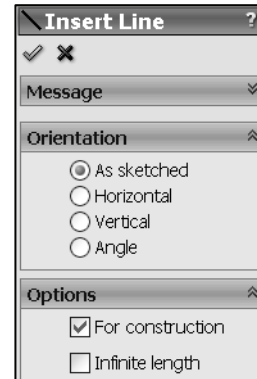 Insert Line ?
Message
Orientation
As sketched
Horizontal
Vertical
Angle
Options
For construction
Infinite length